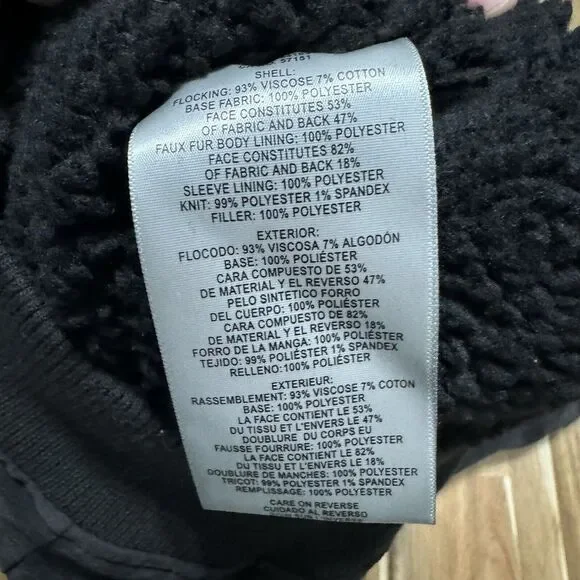 57151
SHELL:
FLOCKING: 93% VISCOSE 7% COTTON
BASE FABRIC: 100% POLYESTER
FACE CONSTITUTES 53%
OF FABRIC AND BACK 47%
FAUX FUR BODY LINING: 100% POLYESTER
FACE CONSTITUTES 82%
OF FABRIC AND BACK 18%
SLEEVE LINING: 100% POLYESTER
KNIT: 99% POLYESTER 1% SPANDEX
FILLER: 100% POLYESTER
EXTERIOR:
FLOCODO: 93% VISCOSA 7% ALGODÓN
BASE: 100% POLIÉSTER
CARA COMPUESTO DE 53%
DE MATERIAL Y EL REVERSO 47%
PELO SINTETICO FORRO
DEL CUERPO: 100% POLIÉSTER
CARA COMPUESTO DE 82%
DE MATERIAL Y EL REVERSO 18%
FORRO DE LA MANGA: 100% POLIÉSTER
TEJIDO: 99% POLIÉSTER 1% SPANDEX
RELLENO:100% POLIÉSTER
EXTERIEUR:
RASSEMBLEMENT: 93% VISCOSE 7% COTON
BASE: 100% POLYESTER
LA FACE CONTIENT LE 53%
DU TISSU ET L'ENVERS LE 47%
DOUBLURE DU CORPS EU
FAUSSE FOURRURE: 100% POLYESTER
LA FACE CONTIENT LE 82%
DU TISSU ET L'ENVERS LE 18%
DOUBLURE DE MANCHES: 100% POLYESTER
TRICOT: 99% POLYESTER 1% SPANDEX
REMPLISSAGE: 100% POLYESTER
CARE ON REVERSE
CUIDADO AL REVERSO